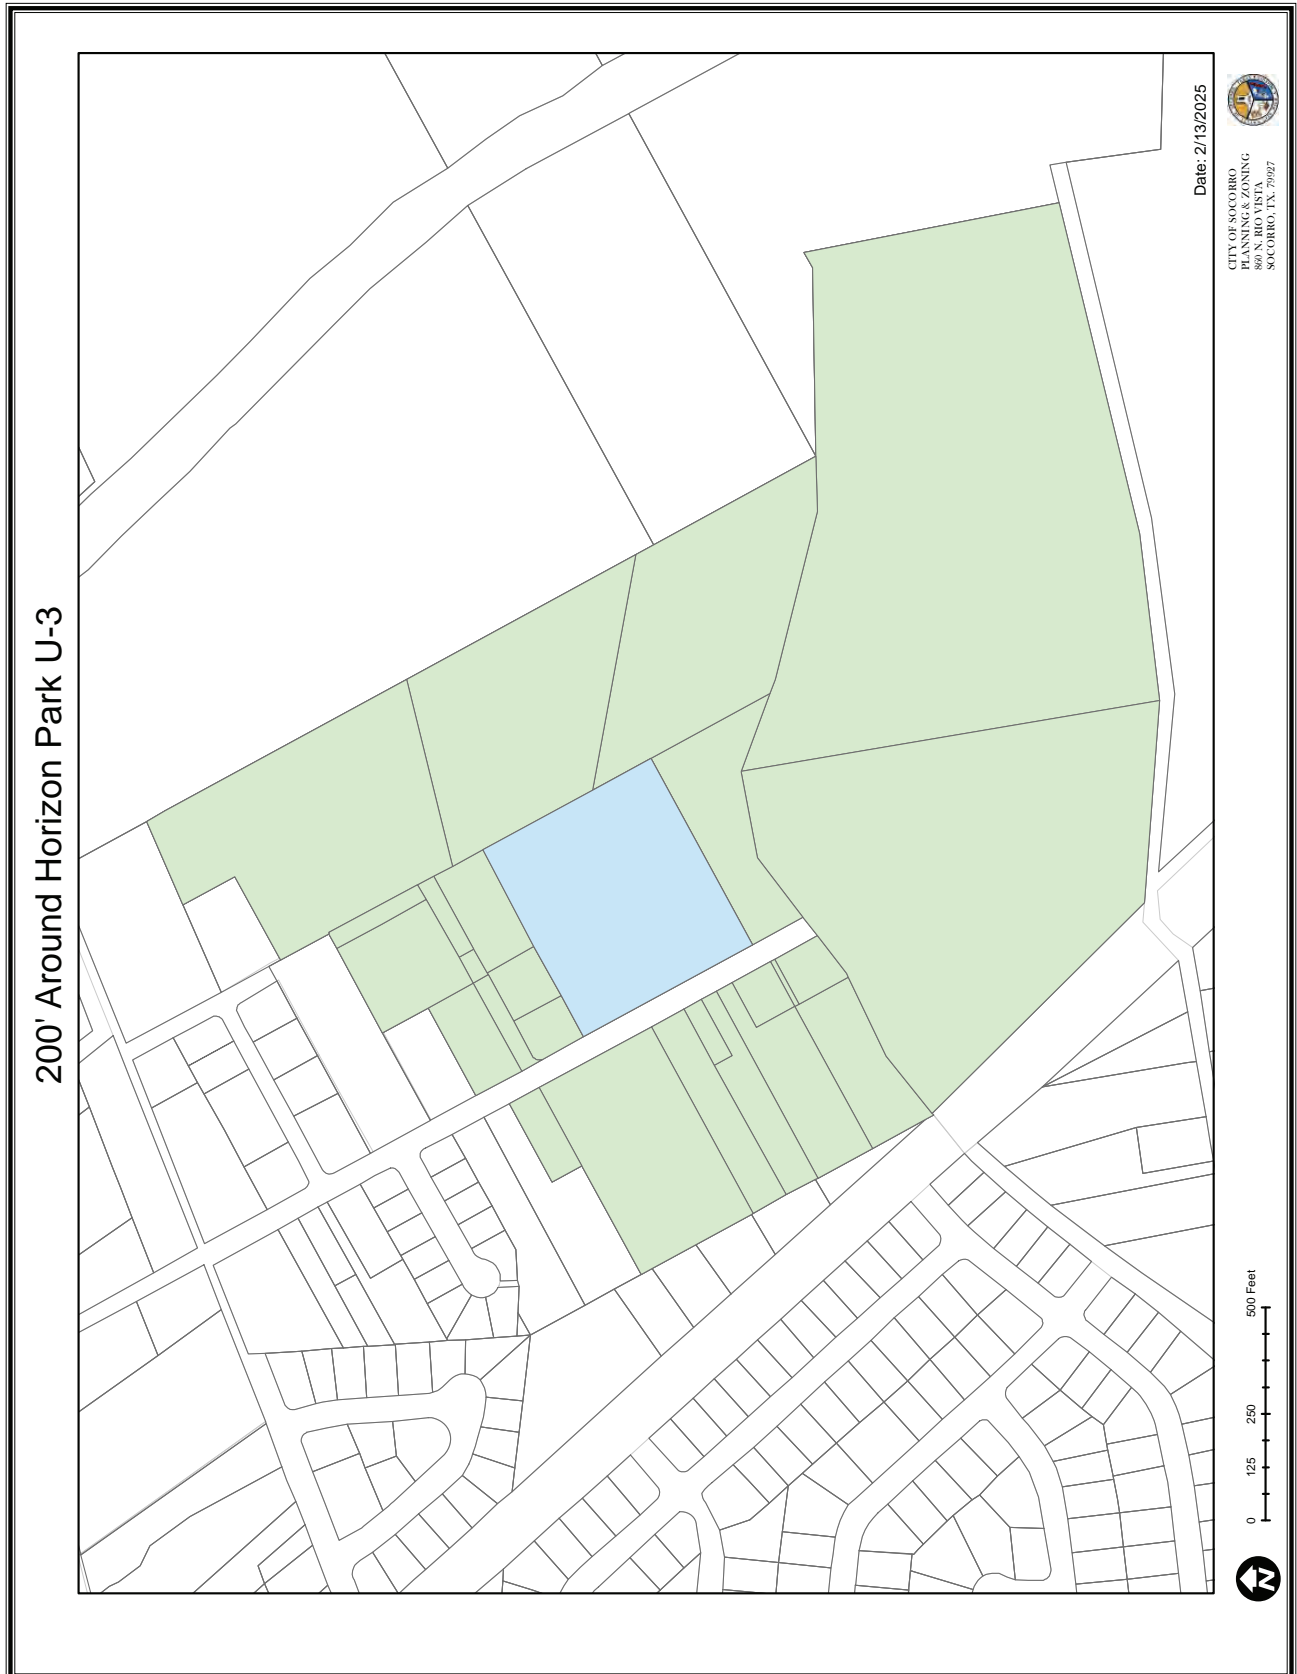 200' Around Horizon Park U-3
Date: 2/13/2025
CITY OF SOCORRO
PLANNING & ZONING
860 N. RIO VISTA
SOCORRO, TX. 79927
0 125 250 500 Feet
N